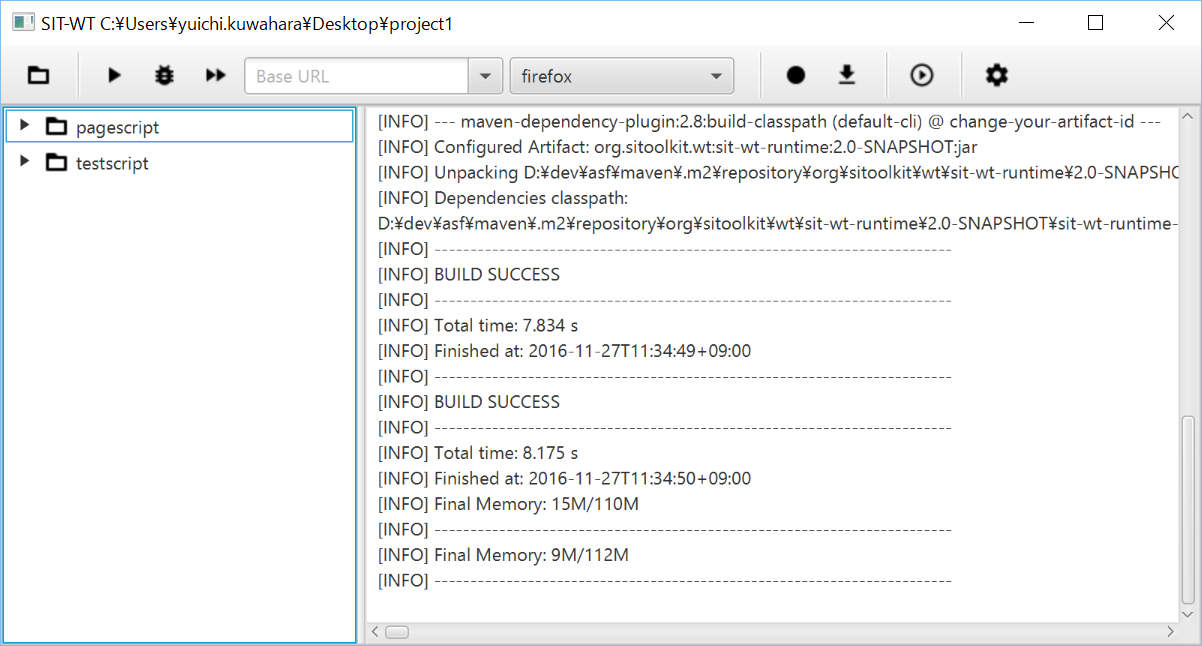 SIT-WT C:¥Users¥yuichi.kuwahara¥Desktop¥project1
Base URL
firefox
pagescript
testscript
[INFO] --- maven-dependency-plugin:2.8:build-classpath (default-cli) @ change-your-artifact-id ---
[INFO] Configured Artifact: org.sitoolkit.wt:sit-wt-runtime:2.0-SNAPSHOT:jar
[INFO] Unpacking D:¥dev¥asf¥maven¥.m2¥repository¥org¥sitoolkit¥wt¥sit-wt-runtime¥2.0-SNAPSHO
[INFO] Dependencies classpath:
D:¥dev¥asf¥maven¥.m2¥repository¥org¥sitoolkit¥wt¥sit-wt-runtime¥2.0-SNAPSHOT¥sit-wt-runtime-
[INFO] ------------------------------------------------------------------------
[INFO] BUILD SUCCESS
[INFO] ------------------------------------------------------------------------
[INFO] Total time: 7.834 s
[INFO] Finished at: 2016-11-27T11:34:49+09:00
[INFO] ------------------------------------------------------------------------
[INFO] BUILD SUCCESS
[INFO] ------------------------------------------------------------------------
[INFO] Total time: 8.175 s
[INFO] Finished at: 2016-11-27T11:34:50+09:00
[INFO] Final Memory: 15M/110M
[INFO] ------------------------------------------------------------------------
[INFO] Final Memory: 9M/112M
[INFO] ------------------------------------------------------------------------